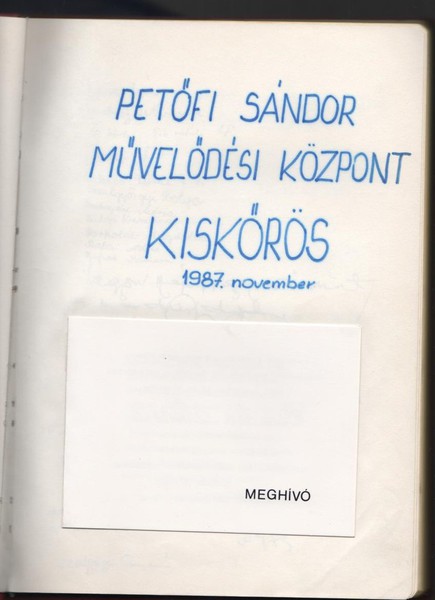 PETŐFI SÁNDOR
MŰVELŐDÉSI KÖZPONT
KISKŐRÖS
1987. november
MEGHÍVÓ